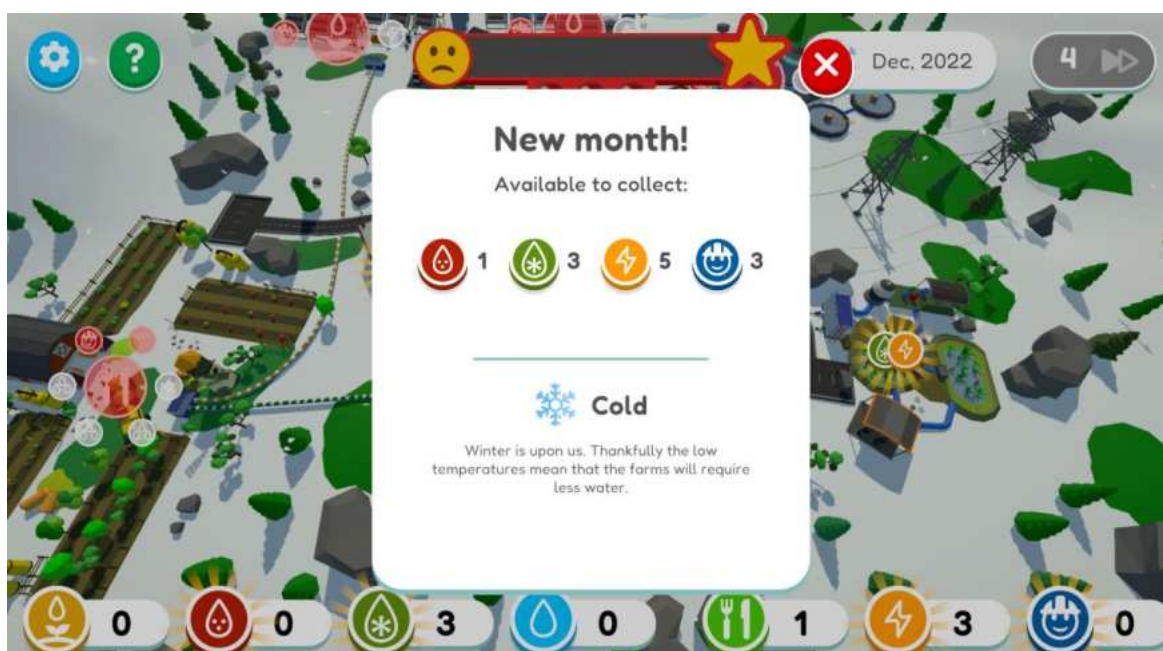 ?
Dec, 2022
4
New month!
Available to collect:
1 3 5 3
Cold
Winter is upon us. Thankfully the low
temperatures mean that the farms will require
less water.
0 0 3 0 1 3 0